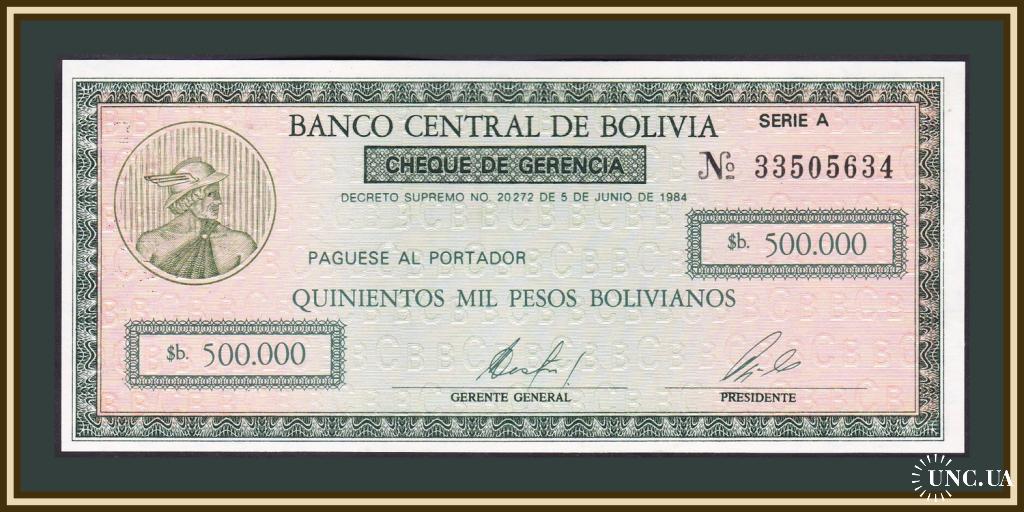 BANCO CENTRAL DE BOLIVIA
SERIE A
CHEQUE DE GERENCIA
No 33505634
DECRETO SUPREMO NO. 20272 DE 5 DE JUNIO DE 1984
$b. 500.000
PAGUESE AL PORTADOR
QUINIENTOS MIL PESOS BOLIVIANOS
$b. 500.000
GERENTE GENERAL
PRESIDENTE
UNC.UA